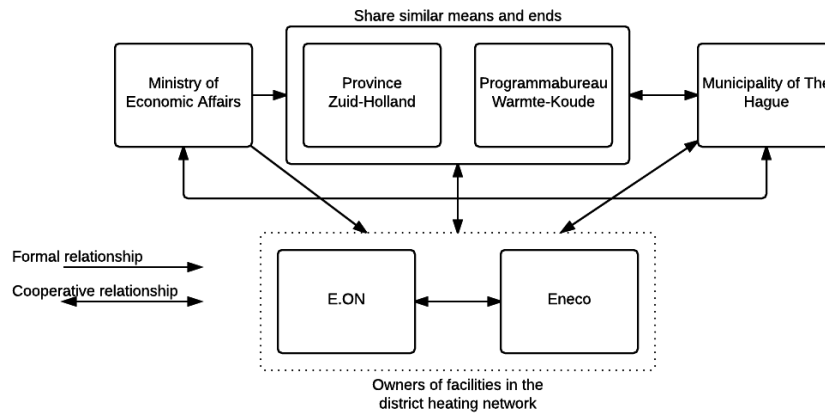 Share similar means and ends
Ministry of
Economic Affairs
Province
Zuid-Holland
Programmabureau
Warmte-Koude
Municipality of The
Hague
Formal relationship
Cooperative relationship
E.ON
Eneco
Owners of facilities in the
district heating network